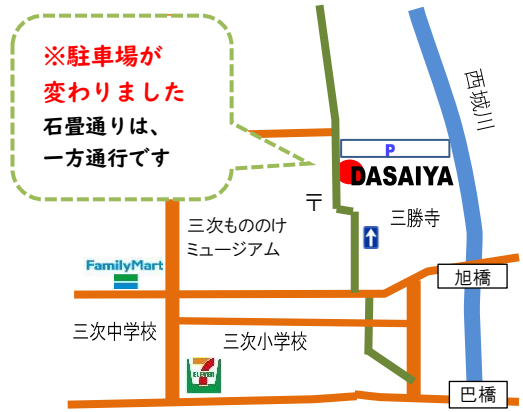 ※駐車場が
変わりました
石畳通りは、
一方通行です
西城川
P
DASAIYA
〒
三勝寺
三次もののけ
ミュージアム
FamilyMart
旭橋
三次中学校
三次小学校
7
ELEVEN
巴橋